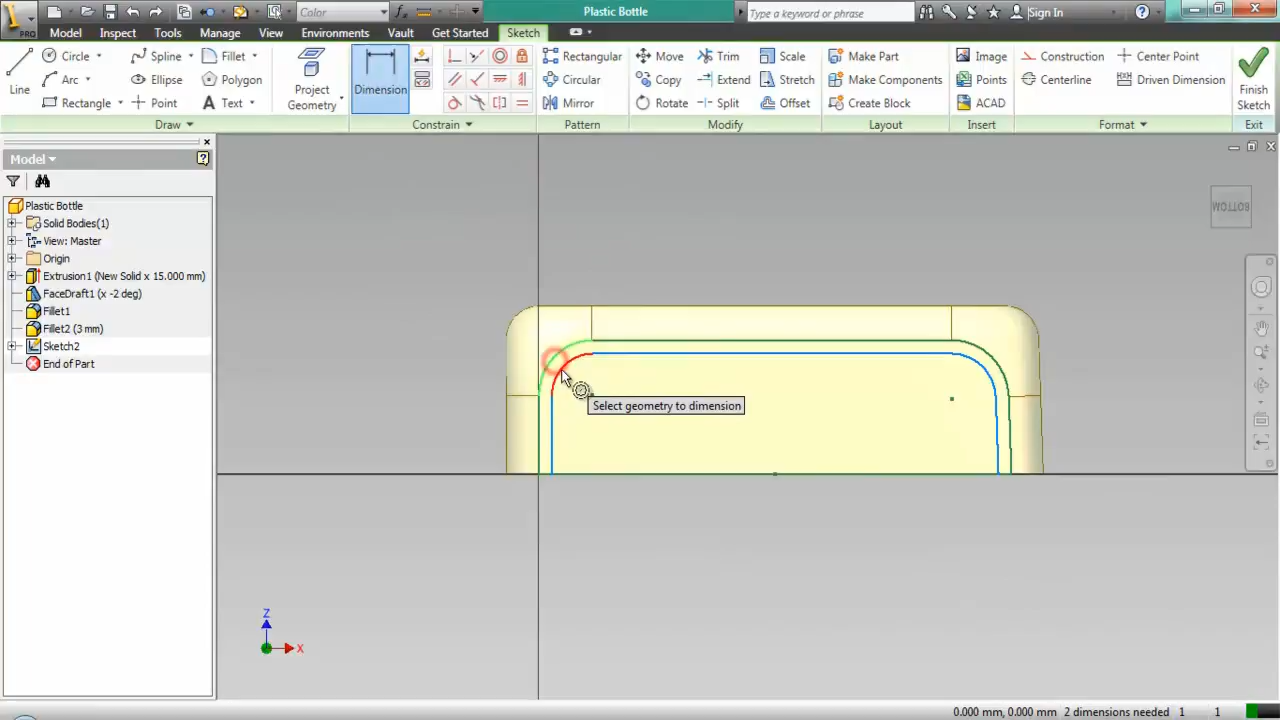 PRO
Color
Plastic Bottle
Type a keyword or phrase
Sign In
Model
Inspect
Tools
Manage
View
Environments
Vault
Get Started
Sketch
Line
Circle
Arc
Rectangle
Spline
Ellipse
Point
Fillet
Polygon
Text
Project
Geometry
Dimension
Rectangular
Circular
Mirror
Move
Copy
Rotate
Trim
Extend
Split
Scale
Stretch
Offset
Make Part
Make Components
Create Block
Image
Points
ACAD
Construction
Centerline
Center Point
Driven Dimension
Finish
Sketch
Draw
Constrain
Pattern
Modify
Layout
Insert
Format
Exit
Model
Plastic Bottle
Solid Bodies(1)
View: Master
Origin
Extrusion1 (New Solid x 15.000 mm)
FaceDraft1 (x -2 deg)
Fillet1
Fillet2 (3 mm)
Sketch2
End of Part
BOTTOM
Select geometry to dimension
Z
X
0.000 mm, 0.000 mm 2 dimensions needed 1 1